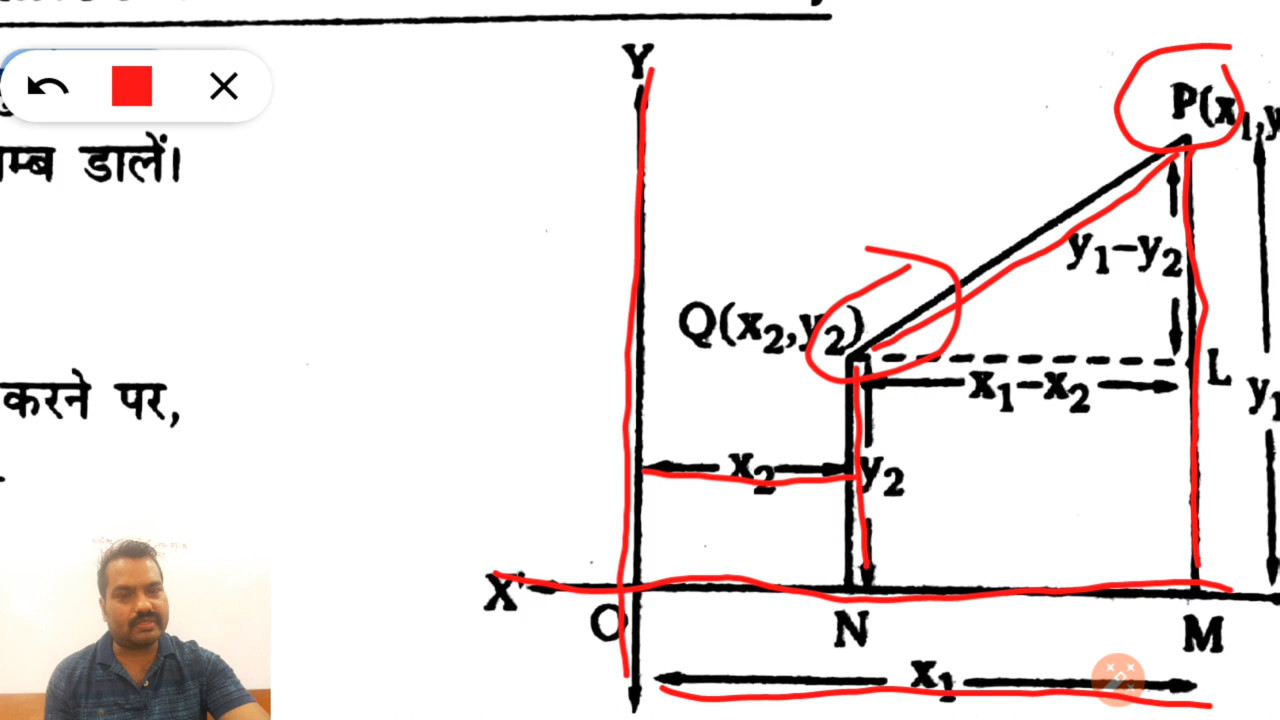 Y
P(x₁,y
म्ब डालें।
y₁–y₂
Q(x₂,y₂)
L
x₁–x₂
करने पर,
y₁
x₂
y₂
X'
O
N
M
x₁